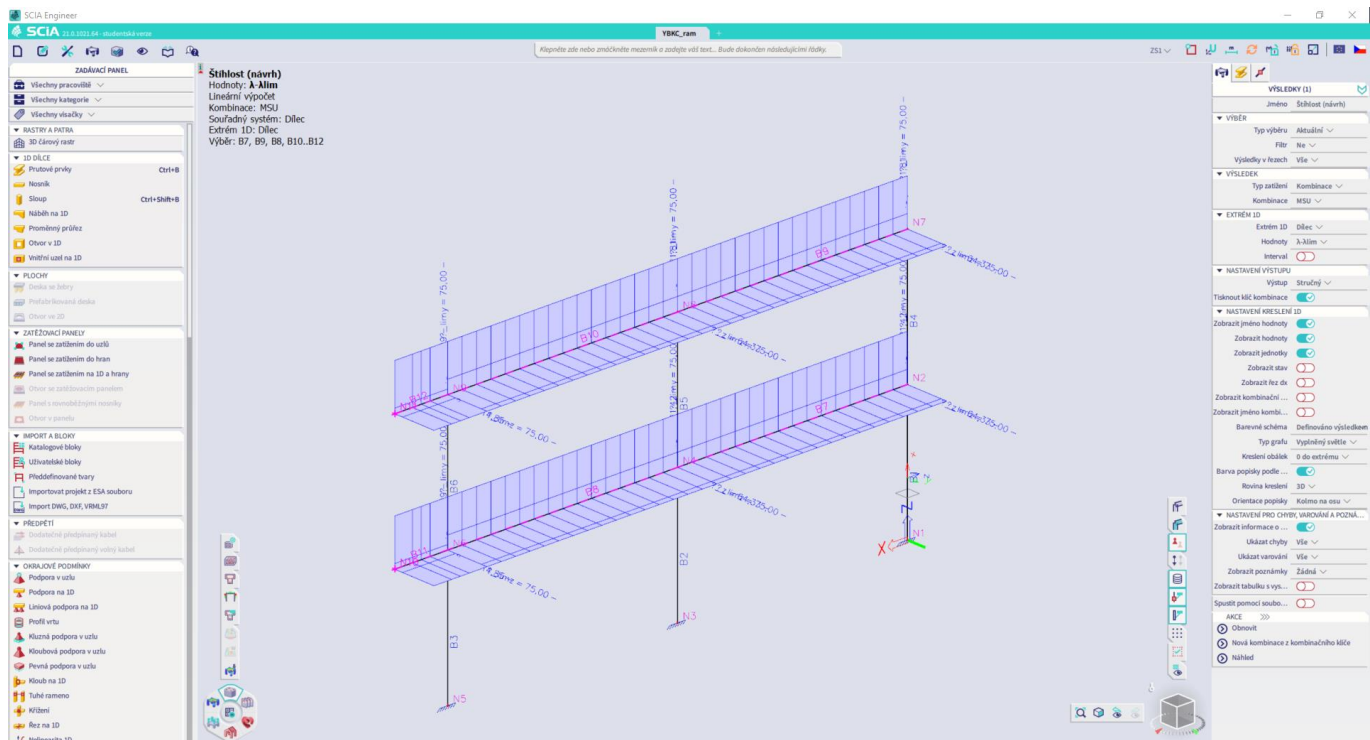 SCIA Engineer
SCIA 21.0.1021.64 - studentská verze
YBKC_ram
Klepněte zde nebo zmáčkněte mezerník a zadejte váš text... Bude dokončen následujícími řádky.
ZS1
ZADÁVACÍ PANEL
Všechny pracoviště
Všechny kategorie
Všechny visačky
RASTRY A PATRA
3D čárový rastr
1D DÍLCE
Prutové prvky Ctrl+B
Nosník
Sloup Ctrl+Shift+B
Náběh na 1D
Proměnný průřez
Otvor v 1D
Vnitřní uzel na 1D
PLOCHY
Deska se žebry
Prefabrikovaná deska
Otvor ve 2D
ZATĚŽOVACÍ PANELY
Panel se zatížením do uzlů
Panel se zatížením do hran
Panel se zatížením na 1D a hrany
Otvor se zatěžovacím panelem
Panel s rovnoběžnými nosníky
Otvor v panelu
IMPORT A BLOKY
Katalogové bloky
Uživatelské bloky
Předdefinované tvary
Importovat projekt z ESA souboru
Import DWG, DXF, VRML97
PŘEDPĚTÍ
Dodatečně předpínaný kabel
Dodatečně předpínaný volný kabel
OKRAJOVÉ PODMÍNKY
Podpora v uzlu
Podpora na 1D
Liniová podpora na 1D
Profil vrtu
Kluzná podpora v uzlu
Kloubová podpora v uzlu
Pevná podpora v uzlu
Kloub na 1D
Tuhé rameno
Křížení
Řez na 1D
Štíhlost (návrh)
Hodnoty: λ-λlim
Lineární výpočet
Kombinace: MSU
Souřadný systém: Dílec
Extrém 1D: Dílec
Výběr: B7, B9, B8, B10..B12
N7
B9
B10
B12
B4
B5
N2
B7
N4
B6
B8
B11
B2
N1
X
Z
N3
B3
N5
VÝSLEDKY (1)
Jméno Štíhlost (návrh)
VÝBĚR
Typ výběru Aktuální
Filtr Ne
Výsledky v řezech Vše
VÝSLEDEK
Typ zatížení Kombinace
Kombinace MSU
EXTRÉM 1D
Extrém 1D Dílec
Hodnoty λ-λlim
Interval
NASTAVENÍ VÝSTUPU
Výstup Stručný
Tisknout klíč kombinace
NASTAVENÍ KRESLENÍ 1D
Zobrazit jméno hodnoty
Zobrazit hodnoty
Zobrazit jednotky
Zobrazit stav
Zobrazit řez dx
Zobrazit kombinační ...
Zobrazit jméno kombi...
Barevné schéma Definováno výsledkem
Typ grafu Vyplněný světle
Kreslení obálek 0 do extrému
Barva popisky podle ...
Rovina kreslení 3D
Orientace popisky Kolmo na osu
NASTAVENÍ PRO CHYBY, VAROVÁNÍ A POZNÁ...
Zobrazit informace o ...
Ukázat chyby Vše
Ukázat varování Vše
Zobrazit poznámky Žádná
Zobrazit tabulku s vys...
Spustit pomocí soubo...
AKCE
Obnovit
Nová kombinace z kombinačního klíče
Náhled